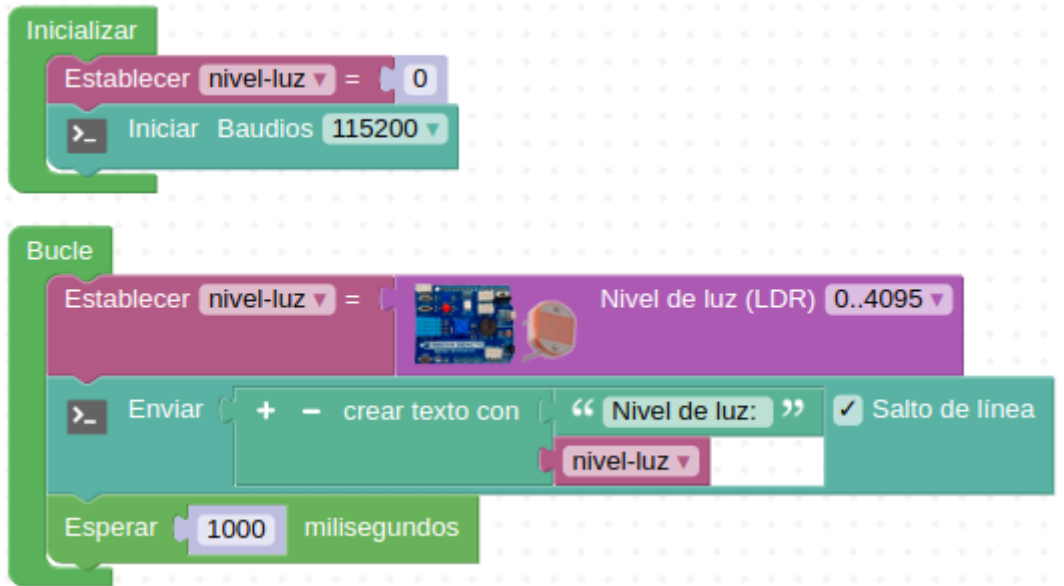 Inicializar
Establecer nivel-luz = 0
>_ Iniciar Baudios 115200
Bucle
Establecer nivel-luz = Nivel de luz (LDR) 0..4095
>_ Enviar + − crear texto con “ Nivel de luz: ” ✓ Salto de línea
nivel-luz
Esperar 1000 milisegundos